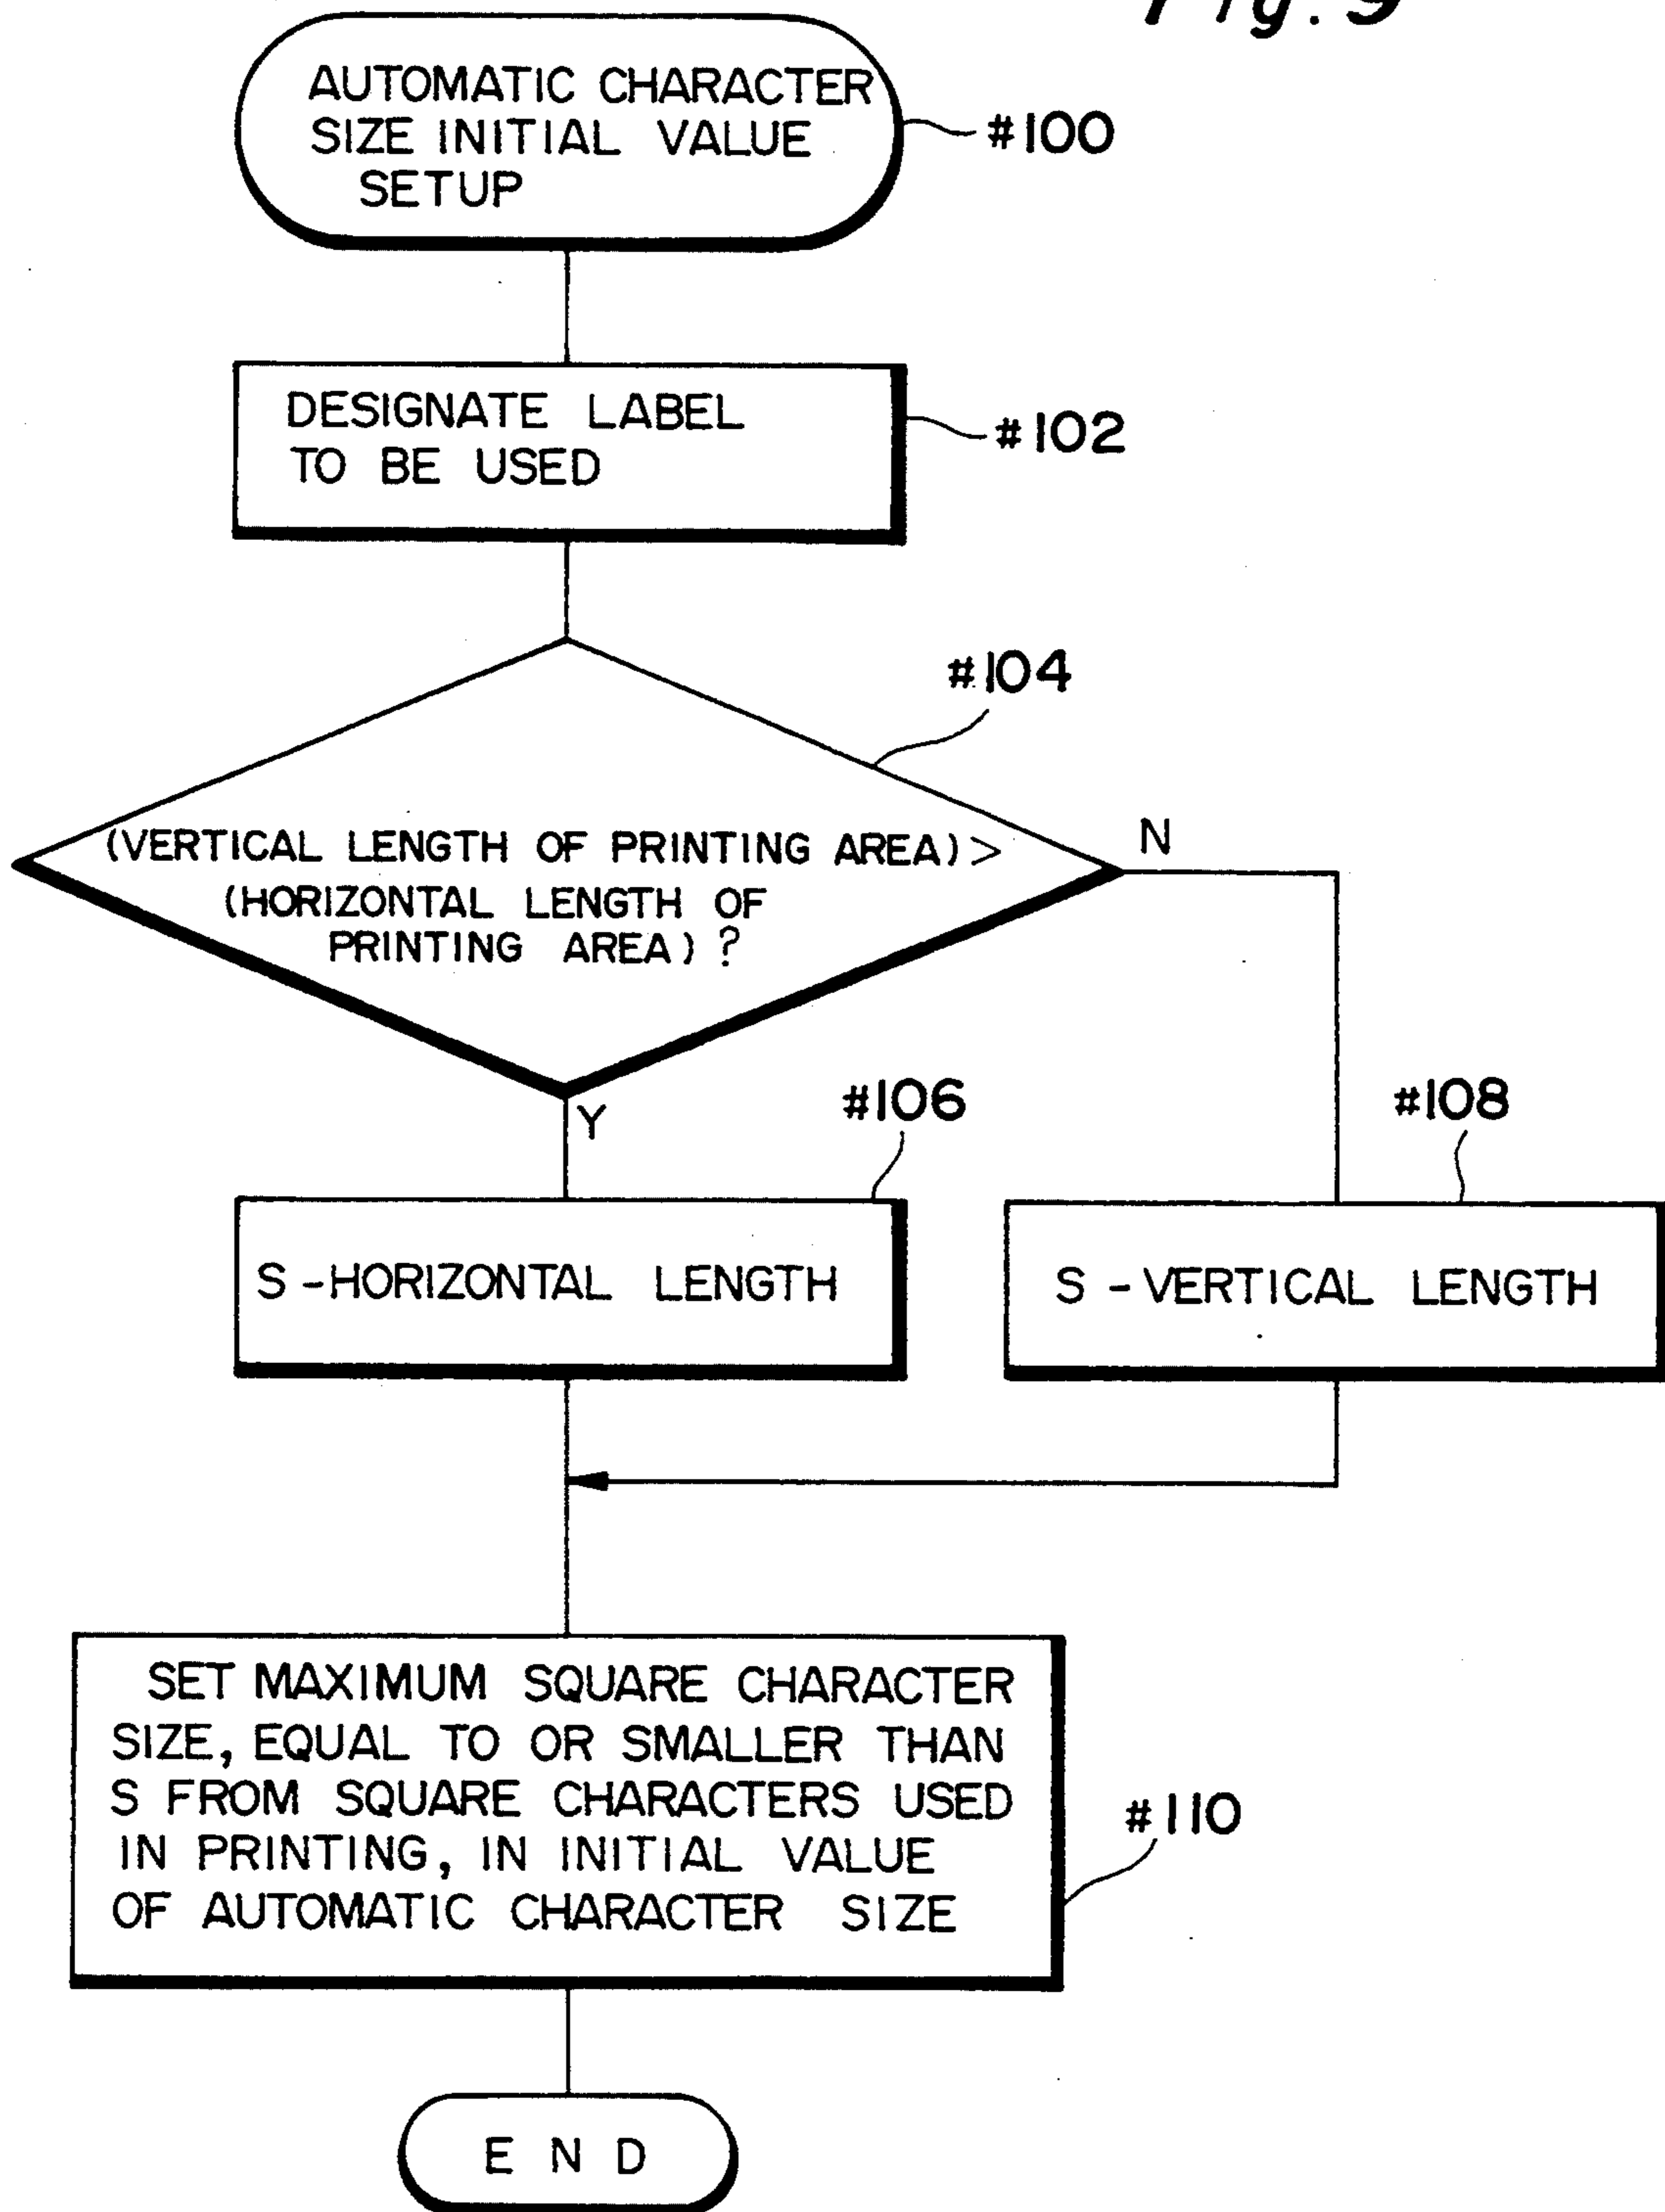 Fig. 9
AUTOMATIC CHARACTER
SIZE INITIAL VALUE
SETUP
#100
DESIGNATE LABEL
TO BE USED
#102
#104
(VERTICAL LENGTH OF PRINTING AREA) >
(HORIZONTAL LENGTH OF
PRINTING AREA) ?
N
Y
#106
#108
S -HORIZONTAL LENGTH
S -VERTICAL LENGTH
SET MAXIMUM SQUARE CHARACTER
SIZE, EQUAL TO OR SMALLER THAN
S FROM SQUARE CHARACTERS USED
IN PRINTING, IN INITIAL VALUE
OF AUTOMATIC CHARACTER SIZE
#110
END